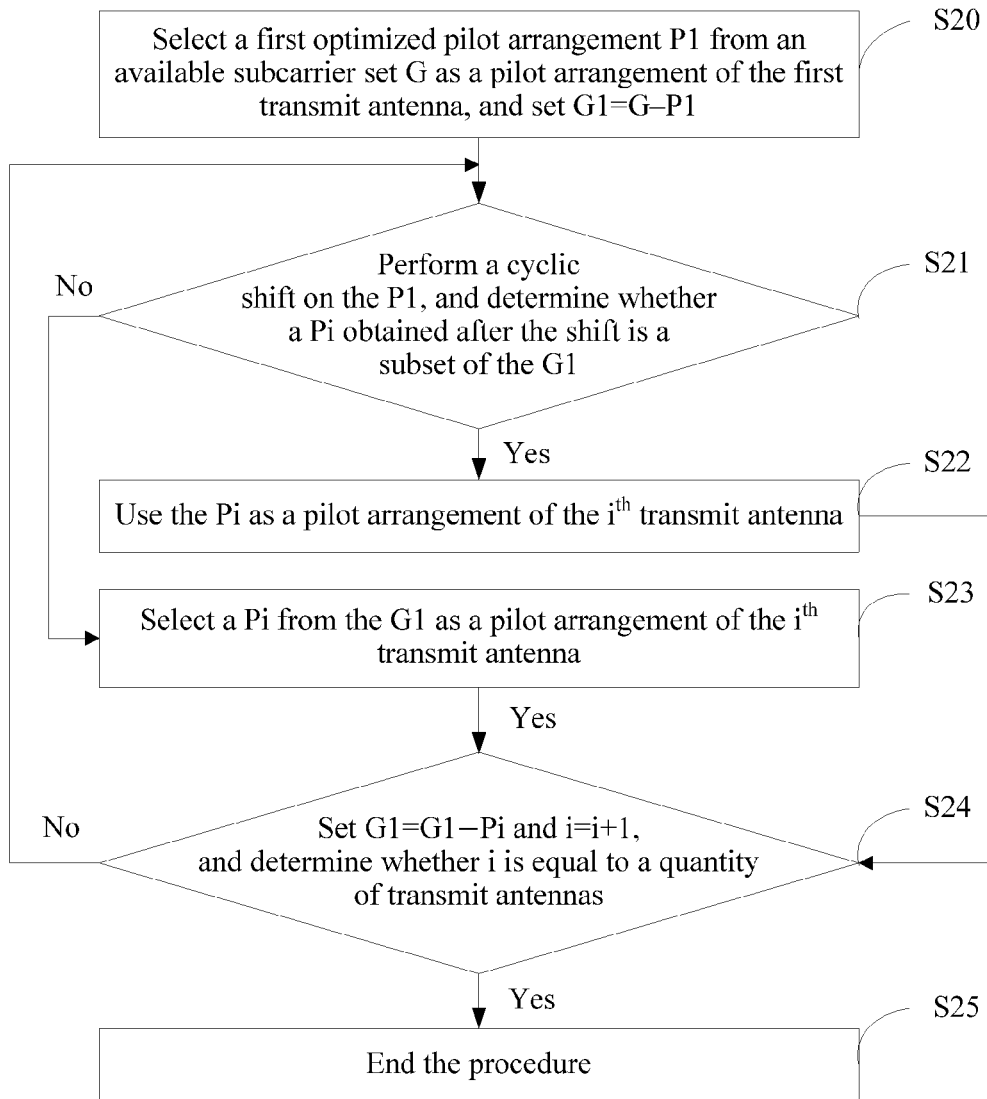 S20
Select a first optimized pilot arrangement P1 from an
available subcarrier set G as a pilot arrangement of the first
transmit antenna, and set G1=G–P1
No
S21
Perform a cyclic
shift on the P1, and determine whether
a Pi obtained after the shift is a
subset of the G1
Yes
S22
Use the Pi as a pilot arrangement of the ith transmit antenna
S23
Select a Pi from the G1 as a pilot arrangement of the ith
transmit antenna
Yes
No
S24
Set G1=G1−Pi and i=i+1,
and determine whether i is equal to a quantity
of transmit antennas
Yes
S25
End the procedure